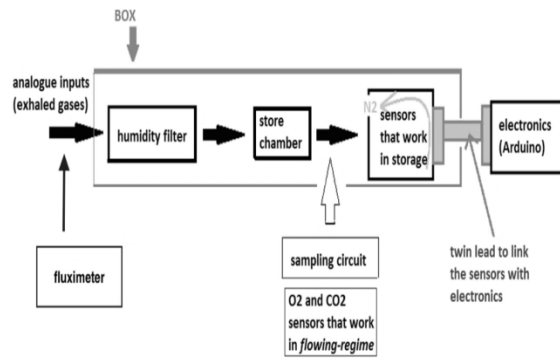 BOX
analogue inputs
(exhaled gases)
humidity filter
store
chamber
N2
sensors
that work
in storage
electronics
(Arduino)
fluximeter
sampling circuit
O2 and CO2
sensors that work
in flowing-regime
twin lead to link
the sensors with
electronics